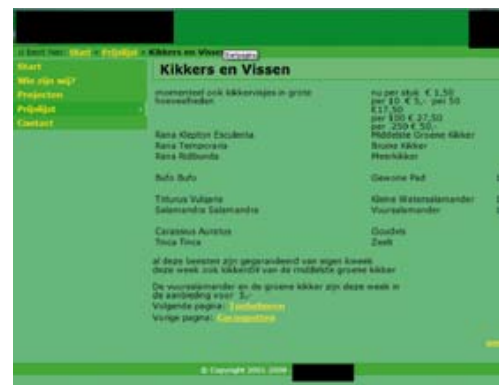 u bent hier: Start » Prijslijst » Kikkers en Vissen
Start
Wie zijn wij?
Projecten
Prijslijst
Contact
Kikkers en Vissen
momenteel ook kikkervisjes in grote hoeveelheden
nu per stuk € 1,50
per 10 € 5,- per 50
€17,50
per 100 € 27,50
per 250 € 50,-
Rana Klepton Esculenta Middelste Groene Kikker
Rana Temporaria Bruine Kikker
Rana Ridibunda Meerkikker
Bufo Bufo Gewone Pad
Triturus Vulgaris Kleine Watersalamander
Salamandra Salamandra Vuursalamander
Carassius Auratus Goudvis
Tinca Tinca Zeelt
al deze beesten zijn gegarandeerd van eigen kweek
deze week ook kikkerdril van de middelste groene kikker
De vuursalamander en de groene kikker zijn deze week in
de aanbieding voor 5,-
Volgende pagina:
Vorige pagina:
© Copyright 2001-2008